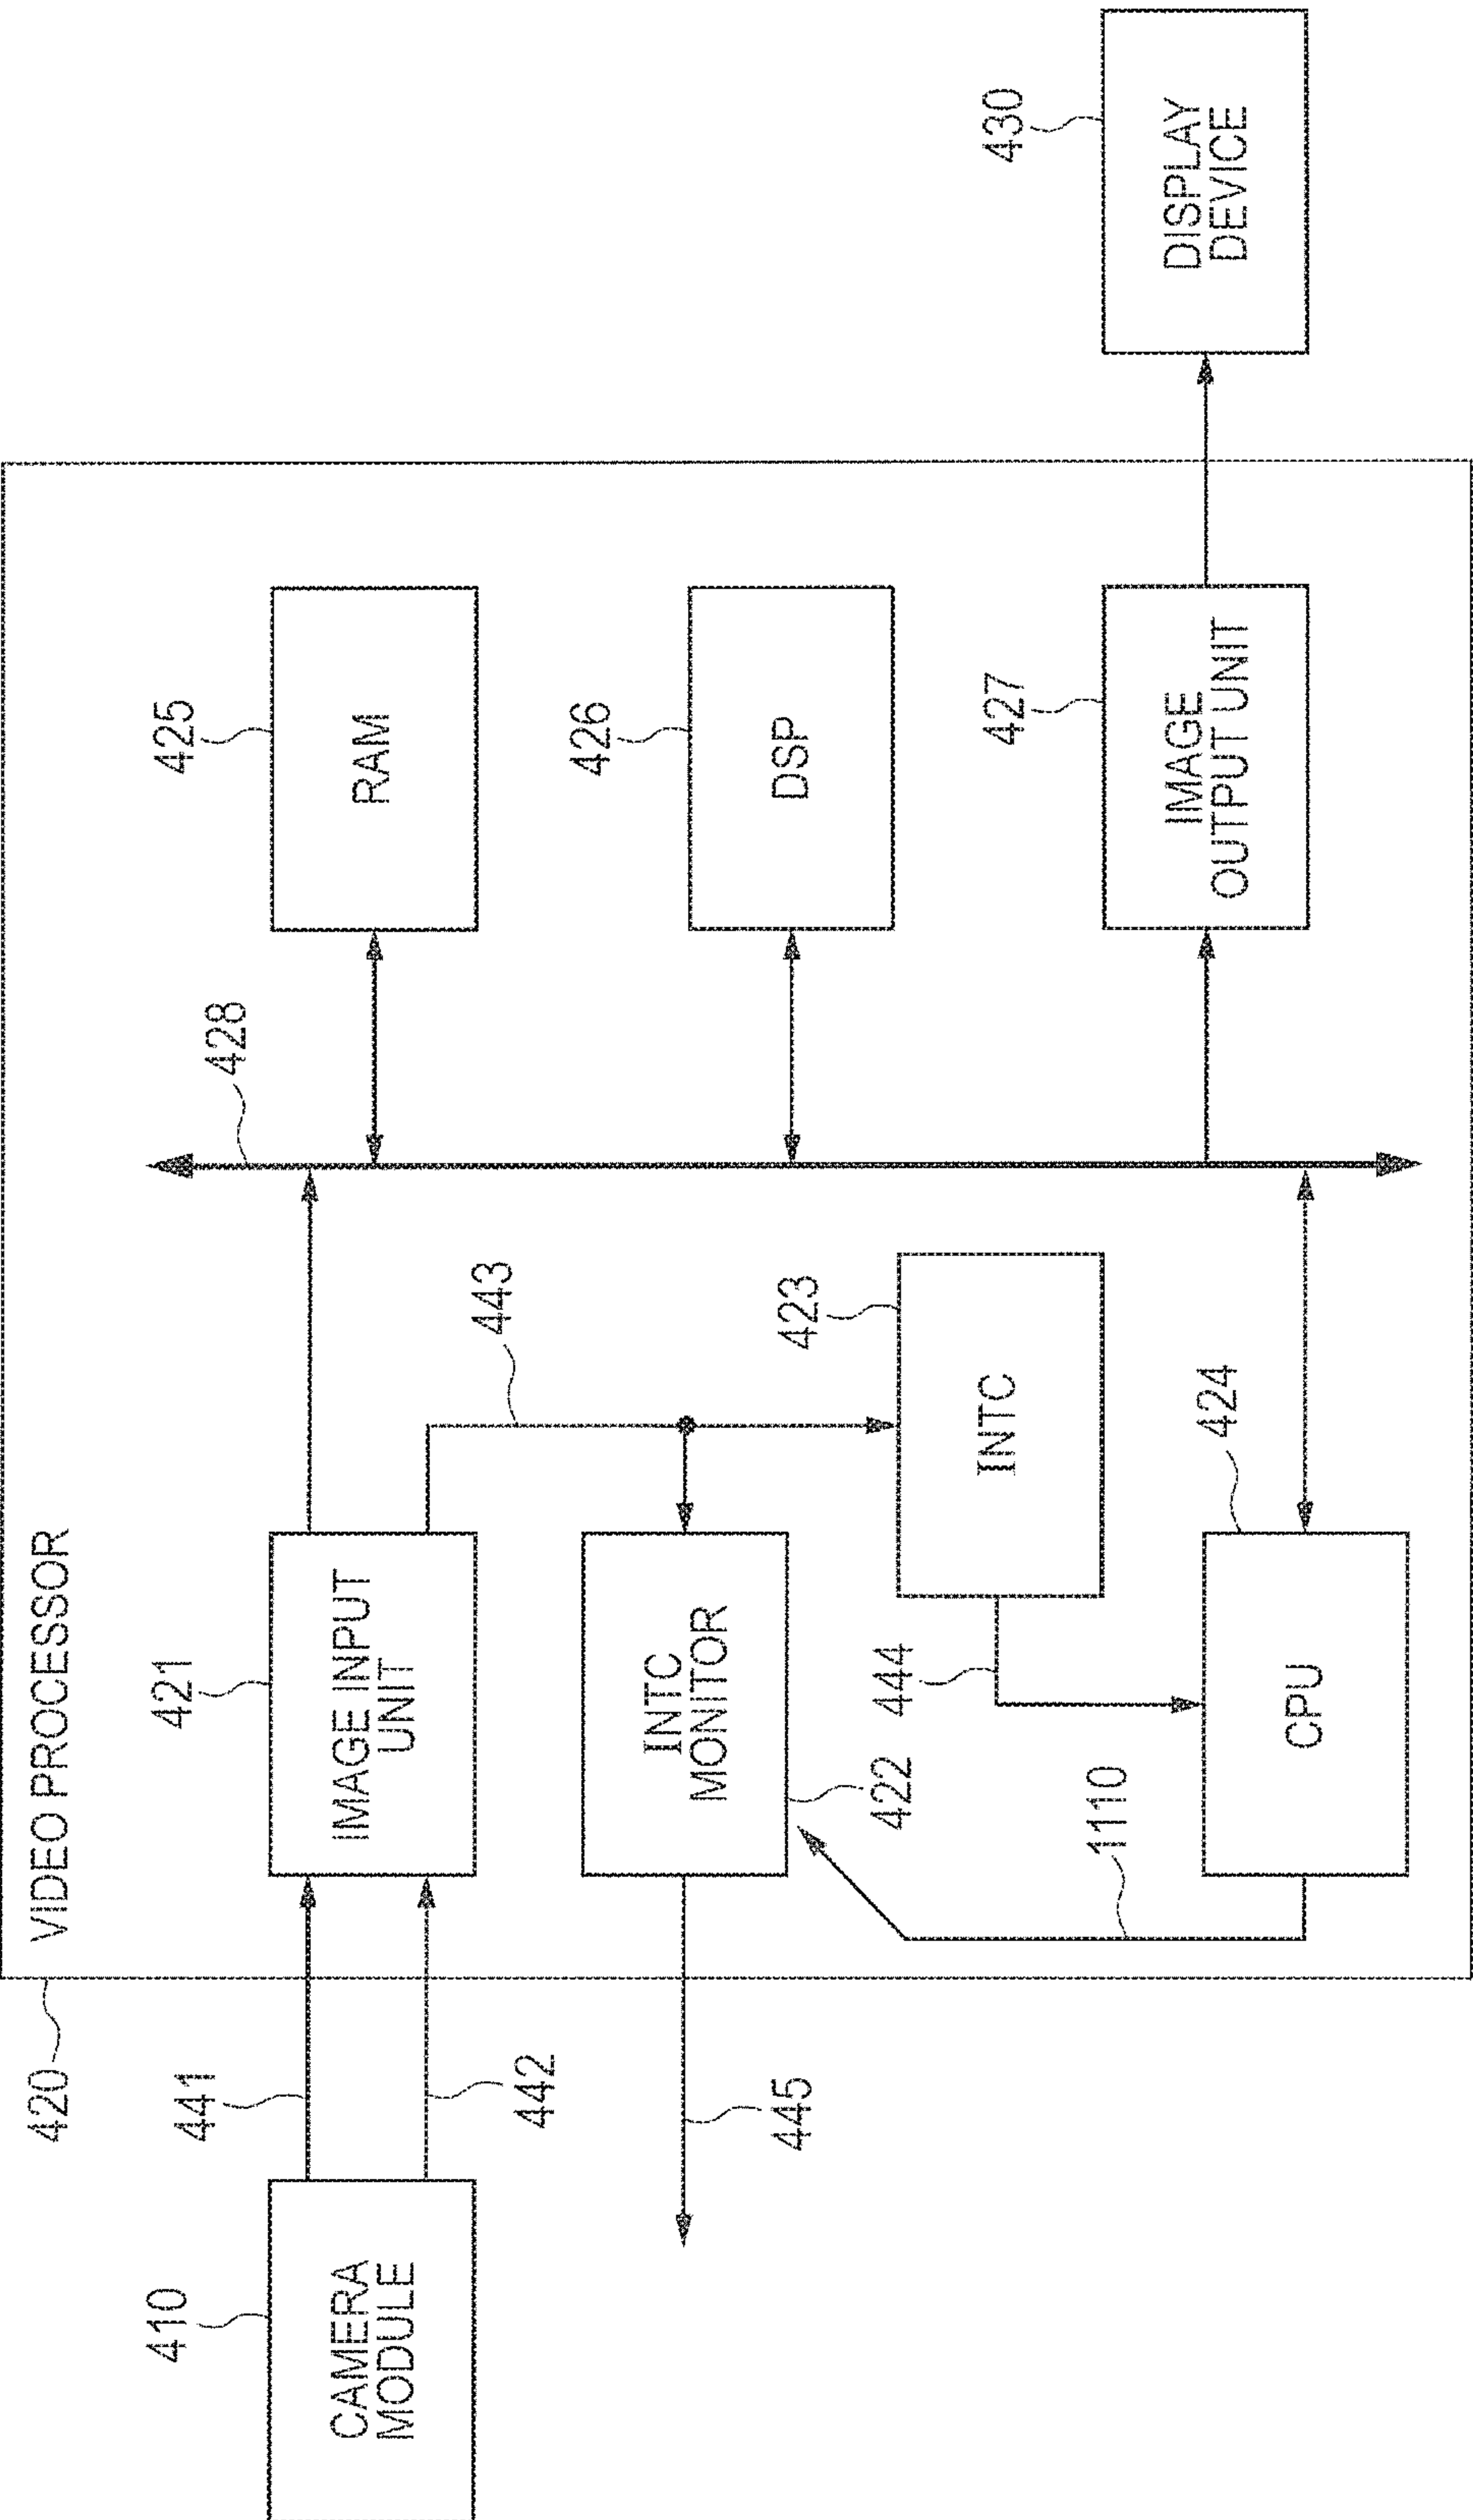 VIDEO PROCESSOR
420
410
CAMERA
MODULE
441
442
421
IMAGE INPUT
UNIT
443
428
425
RAM
445
INTC
MONITOR
422
423
INTC
444
426
DSP
1110
CPU
424
427
IMAGE
OUTPUT UNIT
430
DISPLAY
DEVICE